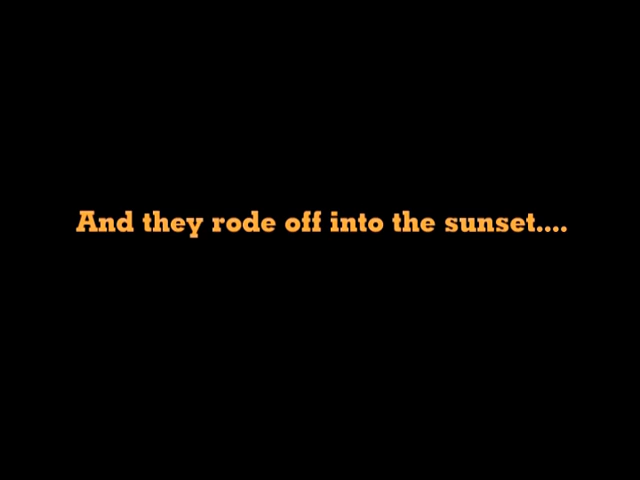 And they rode off into the sunset....